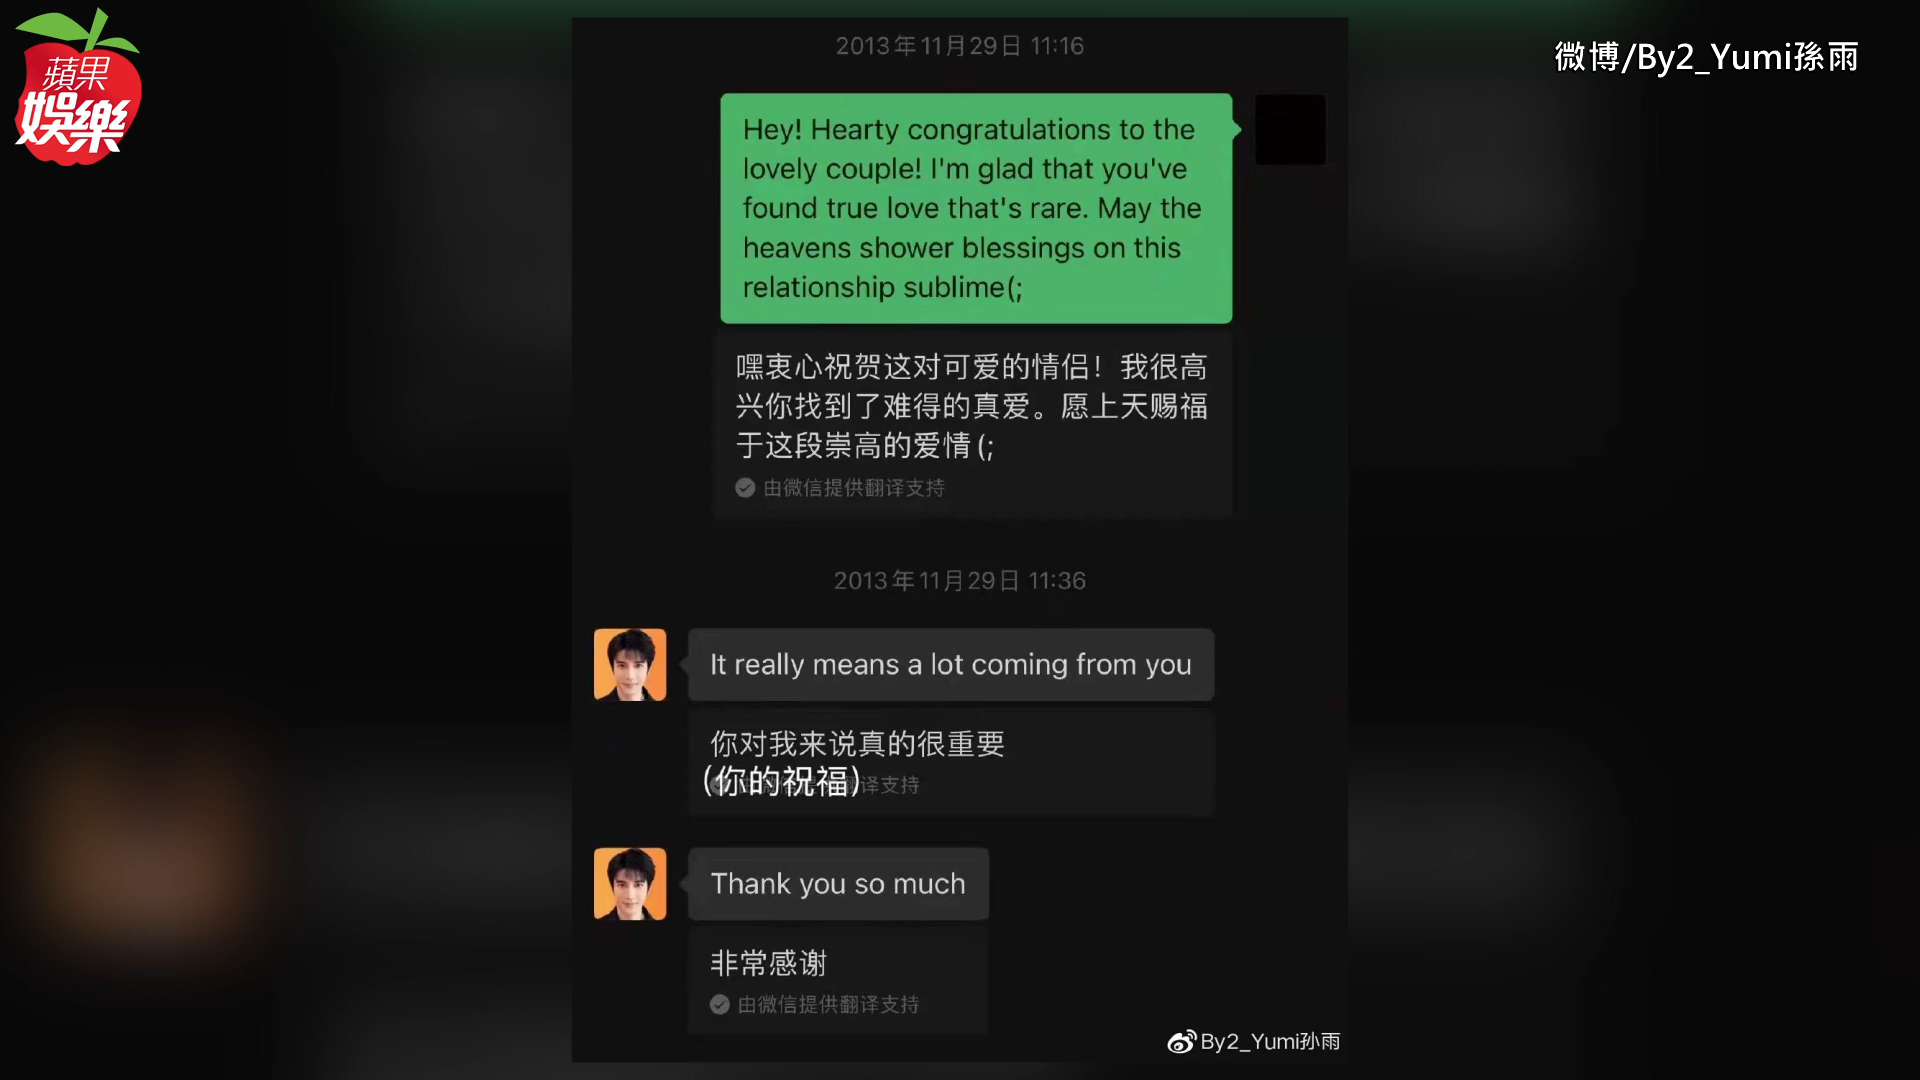 蘋果
娛樂
微博/By2_Yumi孫雨
2013年11月29日 11:16
Hey! Hearty congratulations to the
lovely couple! I'm glad that you've
found true love that's rare. May the
heavens shower blessings on this
relationship sublime(;
嘿衷心祝贺这对可爱的情侣！我很高
兴你找到了难得的真爱。愿上天赐福
于这段崇高的爱情(;
由微信提供翻译支持
2013年11月29日 11:36
It really means a lot coming from you
你对我来说真的很重要
(你的祝福)
译支持
Thank you so much
非常感谢
由微信提供翻译支持
By2_Yumi孙雨